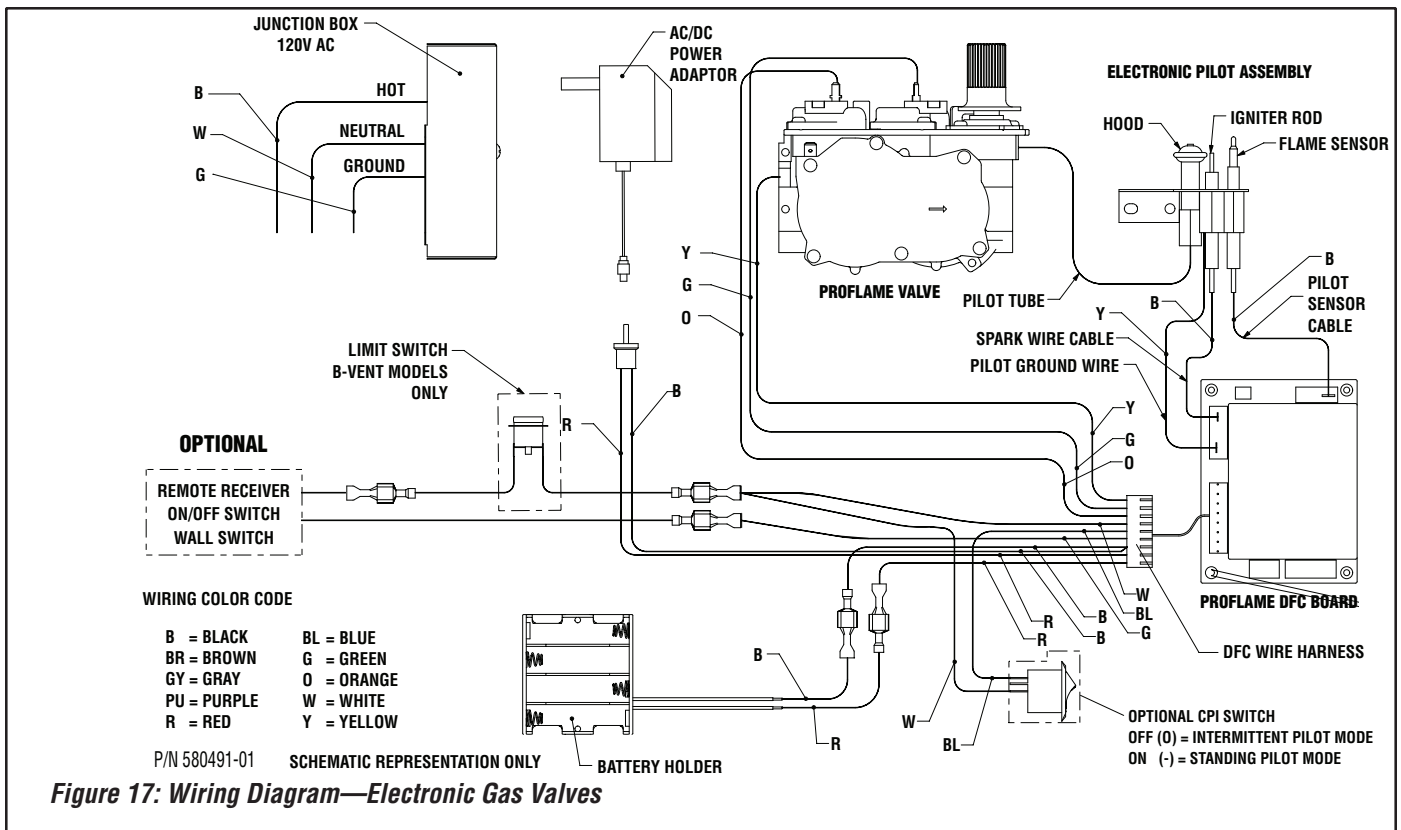 JUNCTION BOX
120V AC
HOT
B
NEUTRAL
W
GROUND
G
AC/DC
POWER
ADAPTOR
ELECTRONIC PILOT ASSEMBLY
HOOD
IGNITER ROD
FLAME SENSOR
PROFLAME VALVE
PILOT TUBE
Y
G
O
B
PILOT
SENSOR
CABLE
Y
B
SPARK WIRE CABLE
PILOT GROUND WIRE
LIMIT SWITCH
B-VENT MODELS
ONLY
B
R
Y
G
O
OPTIONAL
REMOTE RECEIVER
ON/OFF SWITCH
WALL SWITCH
PROFLAME DFC BOARD
W
BL
G
B
B
R
R
DFC WIRE HARNESS
WIRING COLOR CODE
B = BLACK
BR = BROWN
GY = GRAY
PU = PURPLE
R = RED
BL = BLUE
G = GREEN
O = ORANGE
W = WHITE
Y = YELLOW
B
R
W
BL
OPTIONAL CPI SWITCH
OFF (O) = INTERMITTENT PILOT MODE
ON (-) = STANDING PILOT MODE
P/N 580491-01
SCHEMATIC REPRESENTATION ONLY
BATTERY HOLDER
Figure 17: Wiring Diagram—Electronic Gas Valves